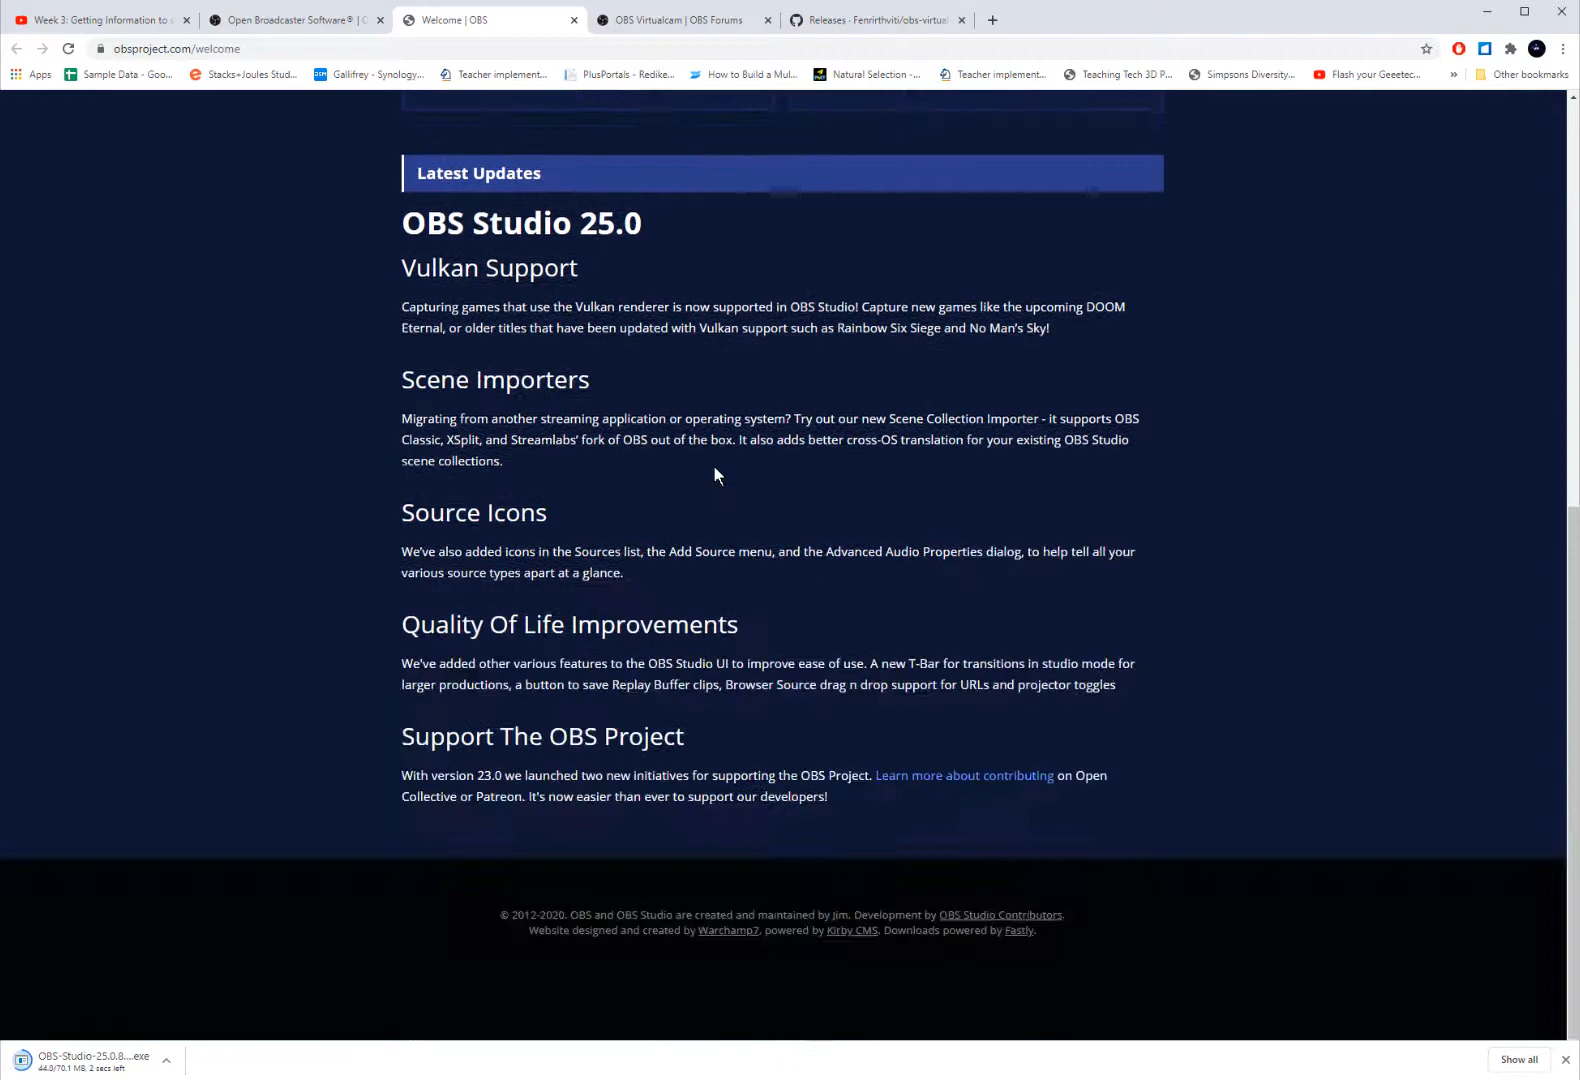 Week 3: Getting Information to s
Open Broadcaster Software® | O
Welcome | OBS
OBS Virtualcam | OBS Forums
Releases · Fenrirthviti/obs-virtual
obsproject.com/welcome
Apps
Sample Data - Goo...
Stacks+Joules Stud...
Gallifrey - Synology...
Teacher implement...
PlusPortals - Redike...
How to Build a Mul...
Natural Selection -...
Teacher implement...
Teaching Tech 3D P...
Simpsons Diversity...
Flash your Geeetec...
»
Other bookmarks
Latest Updates
OBS Studio 25.0
Vulkan Support
Capturing games that use the Vulkan renderer is now supported in OBS Studio! Capture new games like the upcoming DOOM
Eternal, or older titles that have been updated with Vulkan support such as Rainbow Six Siege and No Man's Sky!
Scene Importers
Migrating from another streaming application or operating system? Try out our new Scene Collection Importer - it supports OBS
Classic, XSplit, and Streamlabs' fork of OBS out of the box. It also adds better cross-OS translation for your existing OBS Studio
scene collections.
Source Icons
We've also added icons in the Sources list, the Add Source menu, and the Advanced Audio Properties dialog, to help tell all your
various source types apart at a glance.
Quality Of Life Improvements
We've added other various features to the OBS Studio UI to improve ease of use. A new T-Bar for transitions in studio mode for
larger productions, a button to save Replay Buffer clips, Browser Source drag n drop support for URLs and projector toggles
Support The OBS Project
With version 23.0 we launched two new initiatives for supporting the OBS Project. Learn more about contributing on Open
Collective or Patreon. It's now easier than ever to support our developers!
© 2012-2020. OBS and OBS Studio are created and maintained by Jim. Development by OBS Studio Contributors.
Website designed and created by Warchamp7, powered by Kirby CMS. Downloads powered by Fastly.
OBS-Studio-25.0.8....exe
44.0/70.1 MB, 2 secs left
Show all